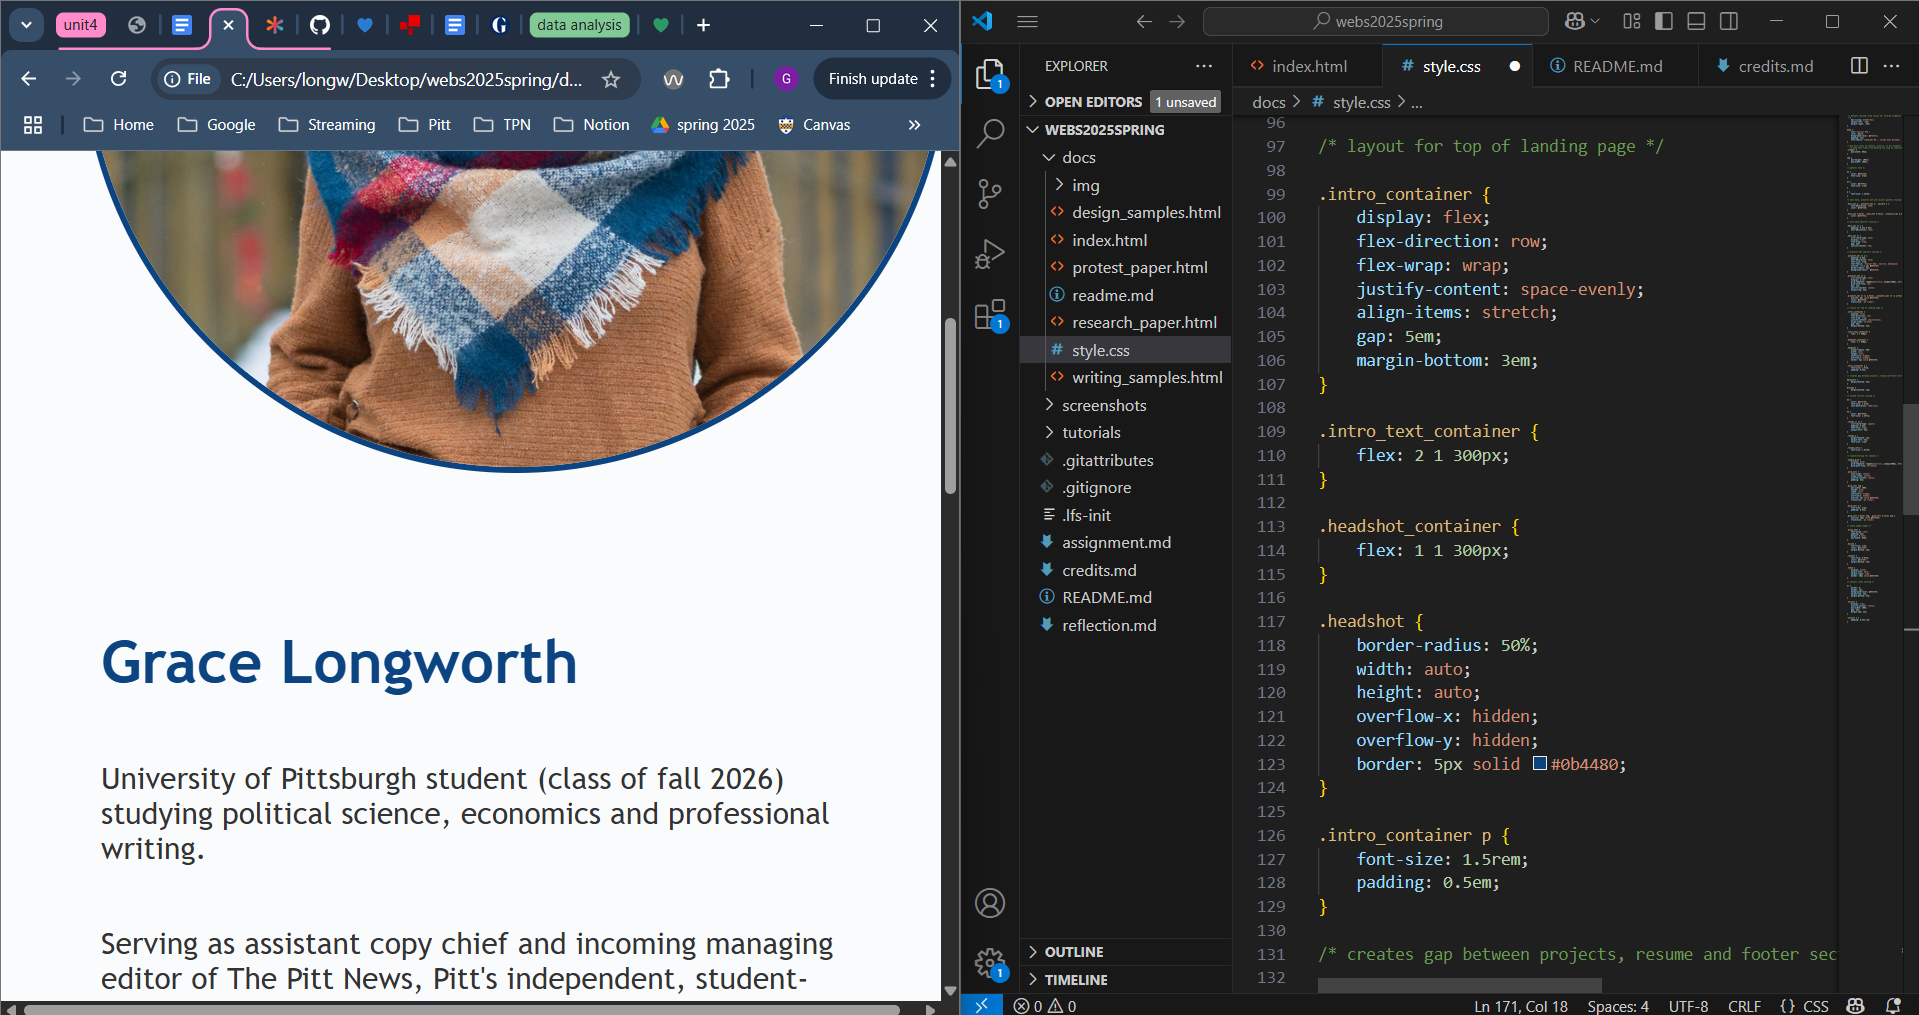 unit4
data analysis
File
C:/Users/longw/Desktop/webs2025spring/d...
G
Finish update
Home
Google
Streaming
Pitt
TPN
Notion
spring 2025
Canvas
Grace Longworth
University of Pittsburgh student (class of fall 2026)
studying political science, economics and professional
writing.
Serving as assistant copy chief and incoming managing
editor of The Pitt News, Pitt's independent, student-
webs2025spring
EXPLORER
OPEN EDITORS
1 unsaved
WEBS2025SPRING
docs
img
design_samples.html
index.html
protest_paper.html
readme.md
research_paper.html
style.css
writing_samples.html
screenshots
tutorials
.gitattributes
.gitignore
.lfs-init
assignment.md
credits.md
README.md
reflection.md
OUTLINE
TIMELINE
1
1
1
index.html
# style.css
README.md
credits.md
docs > # style.css > ...
96
97 /* layout for top of landing page */
98
99 .intro_container {
100 display: flex;
101 flex-direction: row;
102 flex-wrap: wrap;
103 justify-content: space-evenly;
104 align-items: stretch;
105 gap: 5em;
106 margin-bottom: 3em;
107 }
108
109 .intro_text_container {
110 flex: 2 1 300px;
111 }
112
113 .headshot_container {
114 flex: 1 1 300px;
115 }
116
117 .headshot {
118 border-radius: 50%;
119 width: auto;
120 height: auto;
121 overflow-x: hidden;
122 overflow-y: hidden;
123 border: 5px solid #0b4480;
124 }
125
126 .intro_container p {
127 font-size: 1.5rem;
128 padding: 0.5em;
129 }
130
131 /* creates gap between projects, resume and footer sec
132
0 0
Ln 171, Col 18
Spaces: 4
UTF-8
CRLF
{ } CSS